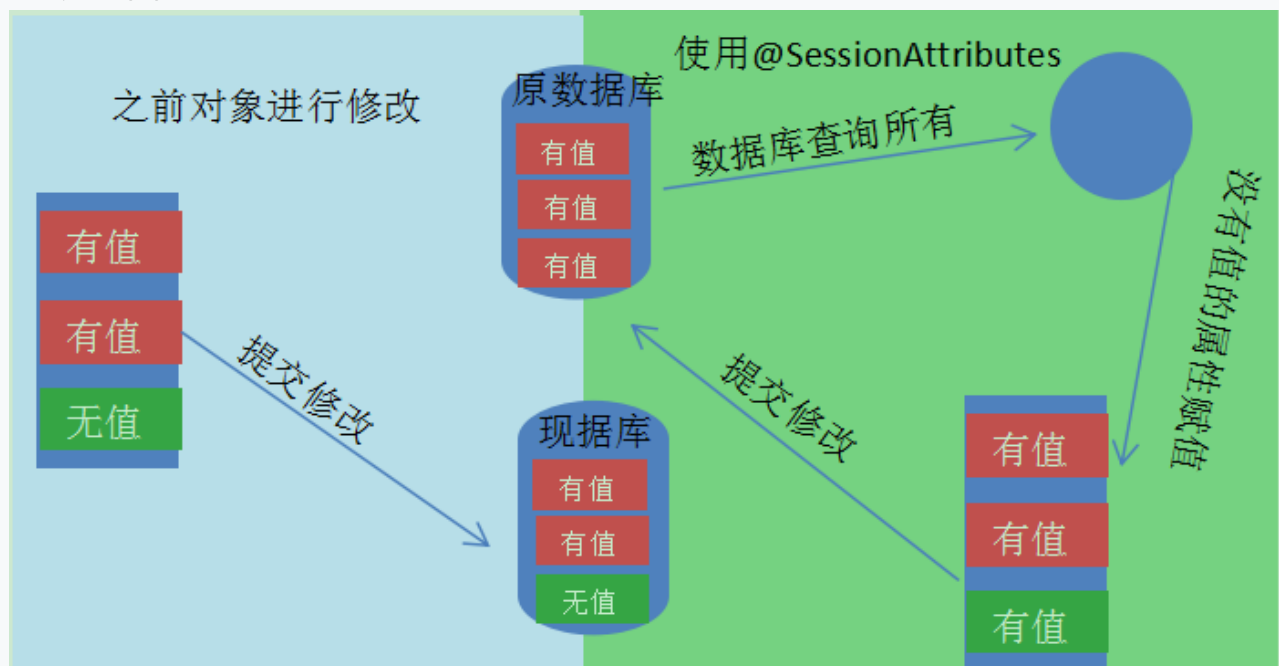 之前对象进行修改
有值
有值
无值
提交修改
原数据库
有值
有值
有值
现据库
有值
有值
无值
使用@SessionAttributes
数据库查询所有
没有值的属性赋值
提交修改
有值
有值
有值